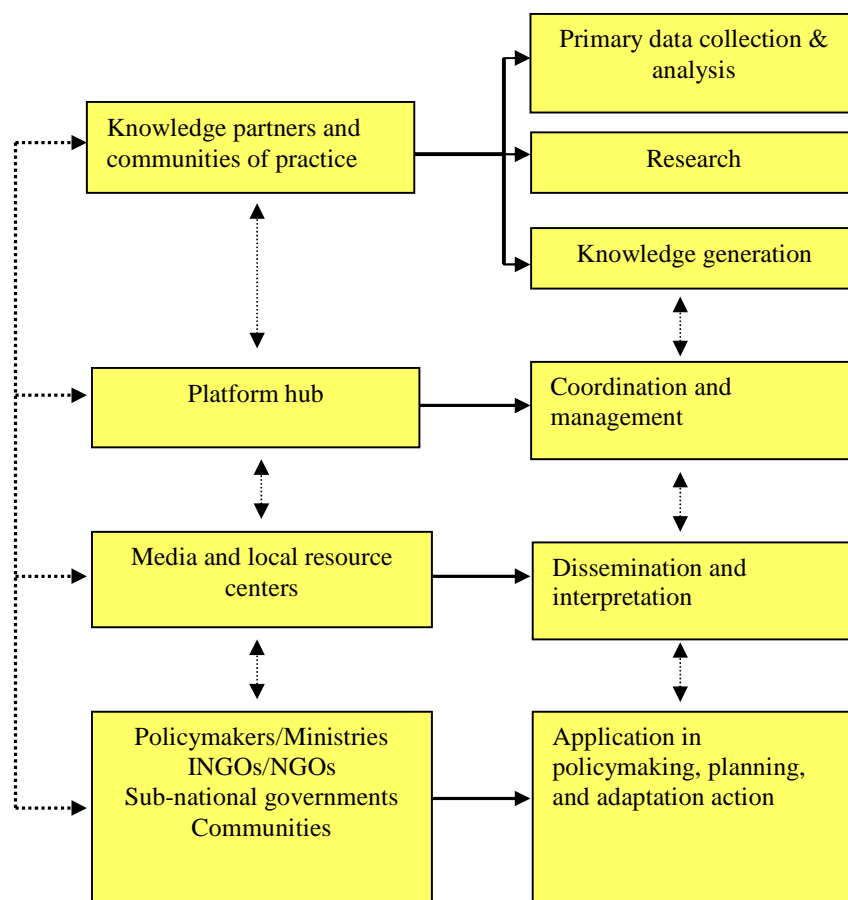 Primary data collection &
analysis
Knowledge partners and
communities of practice
Research
Knowledge generation
Platform hub
Coordination and
management
Media and local resource
centers
Dissemination and
interpretation
Policymakers/Ministries
INGOs/NGOs
Sub-national governments
Communities
Application in
policymaking, planning,
and adaptation action